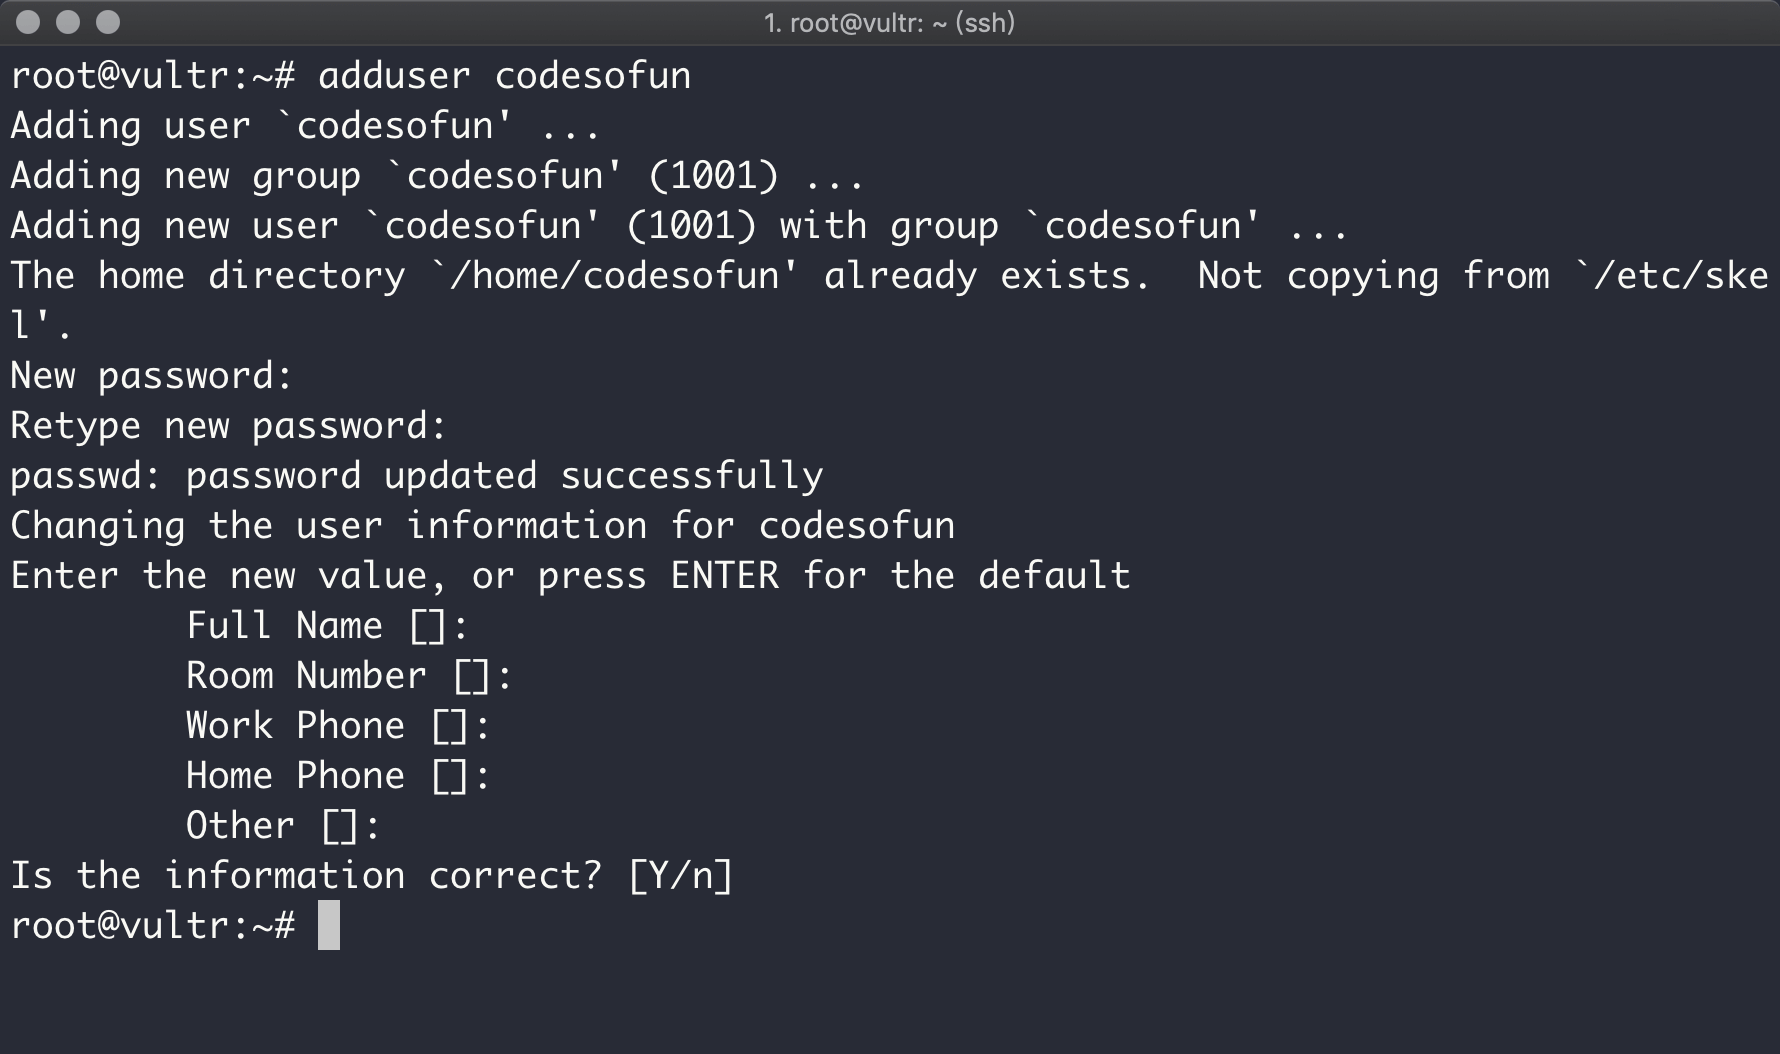 1. root@vultr: ~ (ssh)
root@vultr:~# adduser codesofun
Adding user `codesofun' ...
Adding new group `codesofun' (1001) ...
Adding new user `codesofun' (1001) with group `codesofun' ...
The home directory `/home/codesofun' already exists.  Not copying from `/etc/ske
l'.
New password:
Retype new password:
passwd: password updated successfully
Changing the user information for codesofun
Enter the new value, or press ENTER for the default
        Full Name []:
        Room Number []:
        Work Phone []:
        Home Phone []:
        Other []:
Is the information correct? [Y/n]
root@vultr:~#